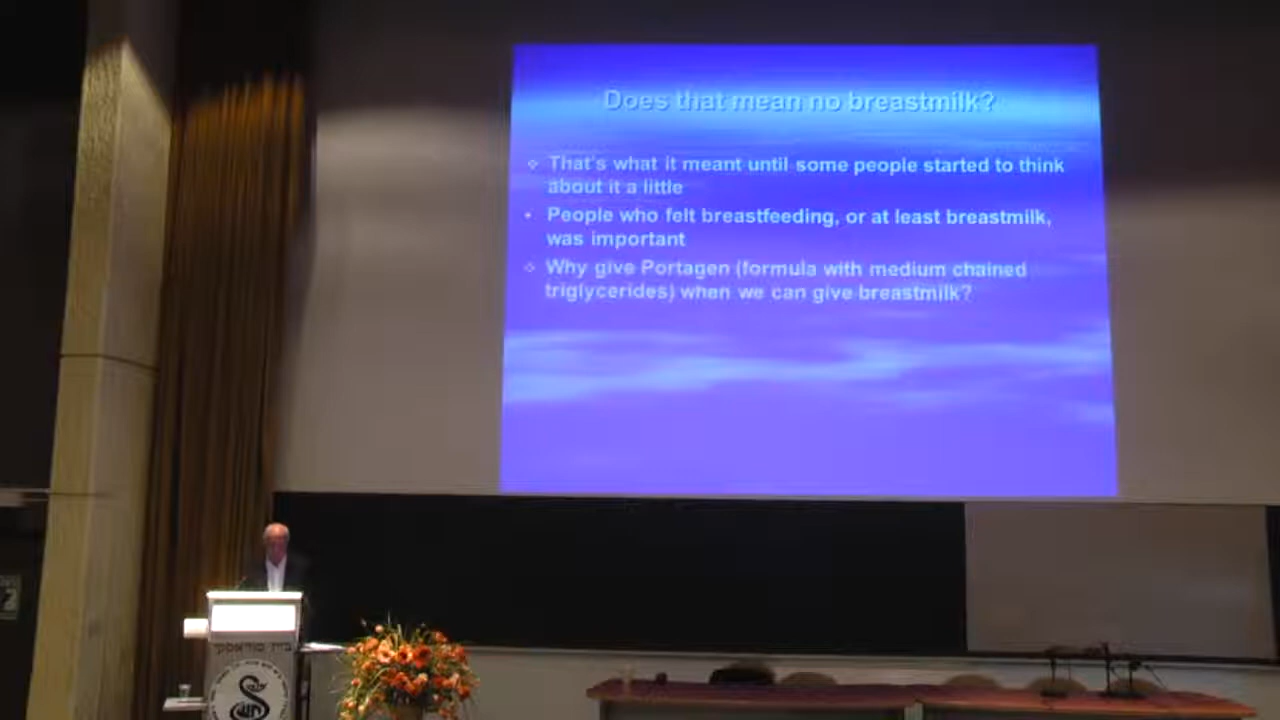 Does that mean no breastmilk?
That's what it meant until some people started to think
about it a little
People who felt breastfeeding, or at least breastmilk,
was important
Why give Portagen (formula with medium chained
triglycerides) when we can give breastmilk?